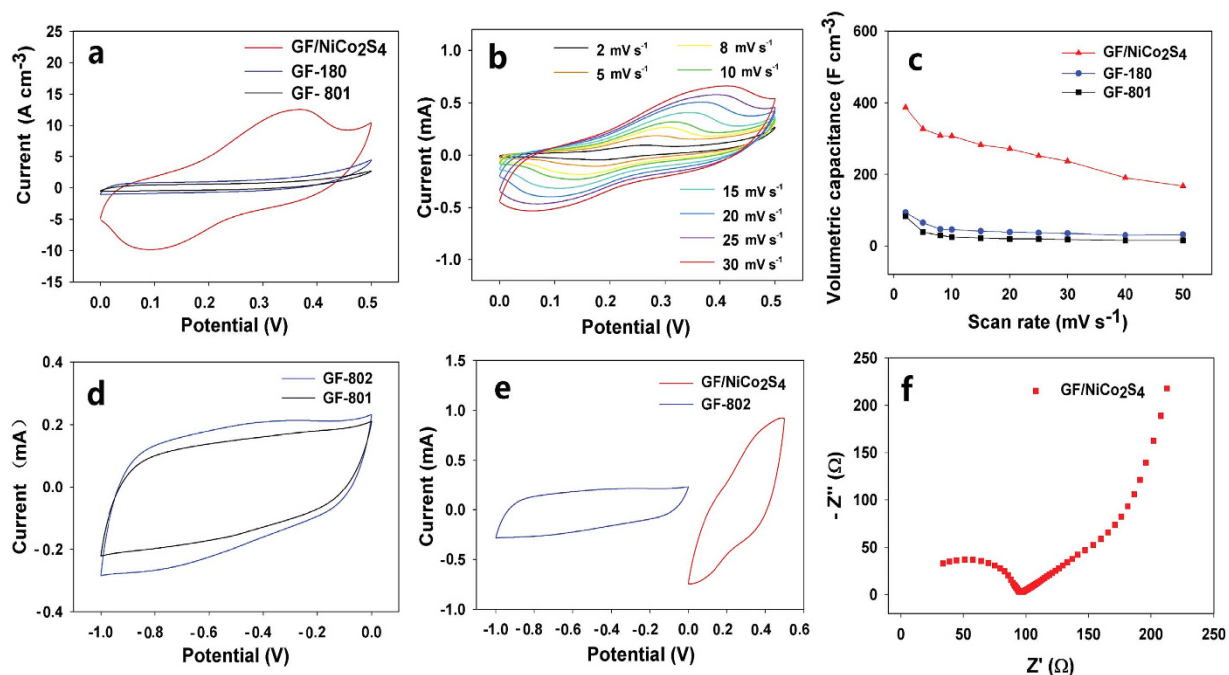 a
GF/NiCo2S4
GF-180
GF- 801
25
20
15
10
5
0
-5
-10
-15
Current (A cm-3)
0.0 0.1 0.2 0.3 0.4 0.5
Potential (V)
b
2 mV s-1
5 mV s-1
8 mV s-1
10 mV s-1
15 mV s-1
20 mV s-1
25 mV s-1
30 mV s-1
1.0
0.5
0.0
-0.5
-1.0
Current (mA)
0.0 0.1 0.2 0.3 0.4 0.5
Potential (V)
c
GF/NiCo2S4
GF-180
GF-801
600
400
200
0
Volumetric capacitance (F cm-3)
0 10 20 30 40 50
Scan rate (mV s-1)
d
GF-802
GF-801
0.4
0.2
0.0
-0.2
-0.4
Current (mA)
-1.0 -0.8 -0.6 -0.4 -0.2 0.0
Potential (V)
e
GF/NiCo2S4
GF-802
1.5
1.0
0.5
0.0
-0.5
-1.0
Current (mA)
-1.0 -0.8 -0.6 -0.4 -0.2 0.0 0.2 0.4 0.6
Potential (V)
f
GF/NiCo2S4
250
200
150
100
50
0
- Z'' (Ω)
0 50 100 150 200 250
Z' (Ω)